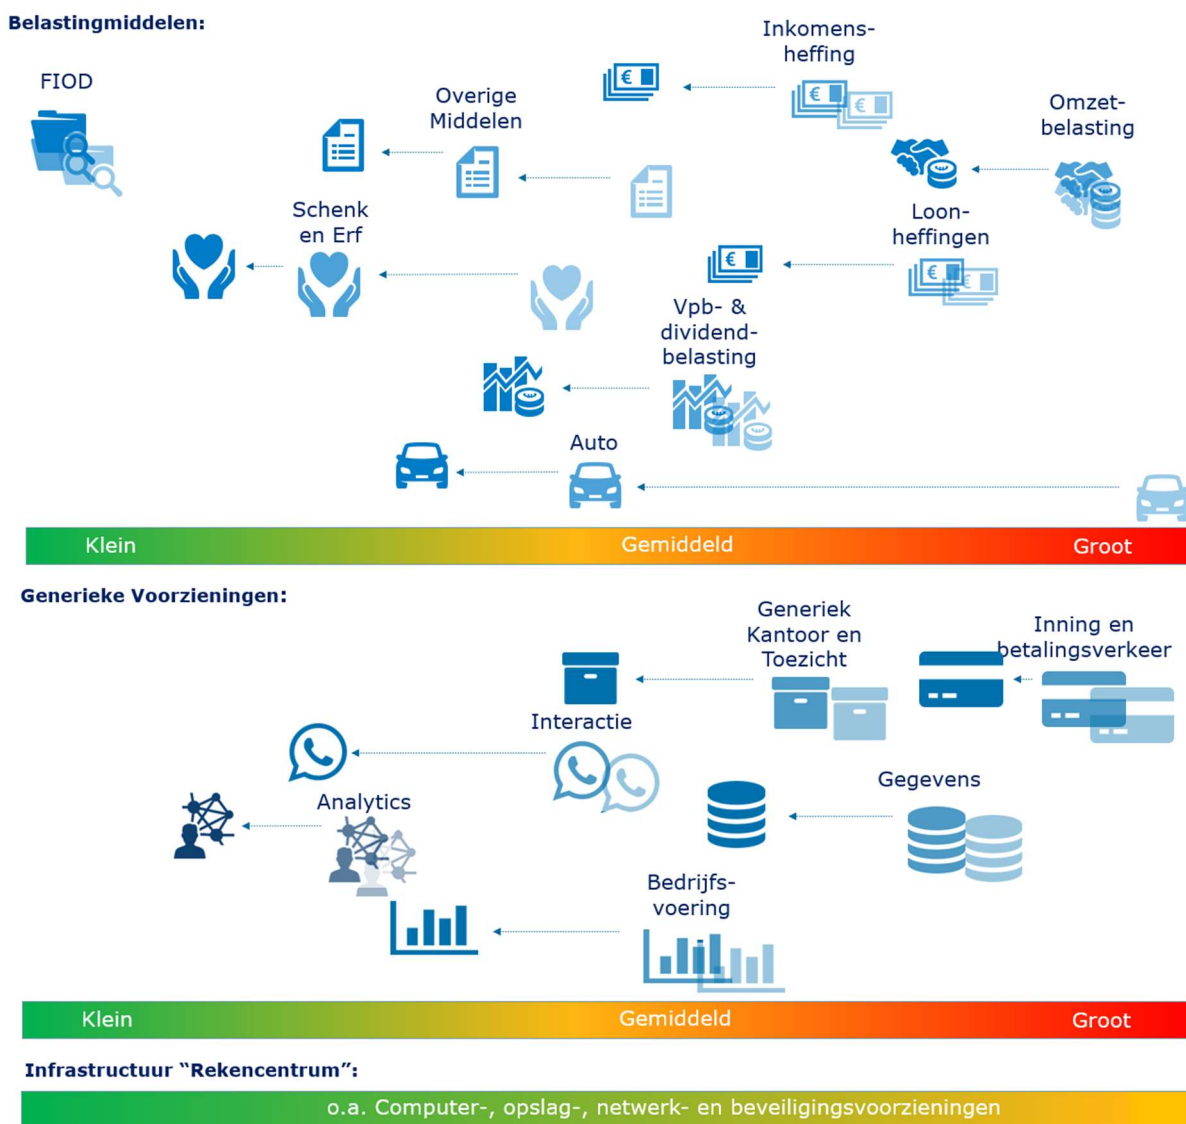 Belastingmiddelen:
FIOD
Overige
Middelen
Inkomens-
heffing
Omzet-
belasting
Schenk
en Erf
Loon-
heffingen
Vpb- &
dividend-
belasting
Auto
Klein
Gemiddeld
Groot
Generieke Voorzieningen:
Generiek
Kantoor en
Toezicht
Inning en
betalingsverkeer
Interactie
Gegevens
Analytics
Bedrijfs-
voering
Klein
Gemiddeld
Groot
Infrastructuur “Rekencentrum”:
o.a. Computer-, opslag-, netwerk- en beveiligingsvoorzieningen